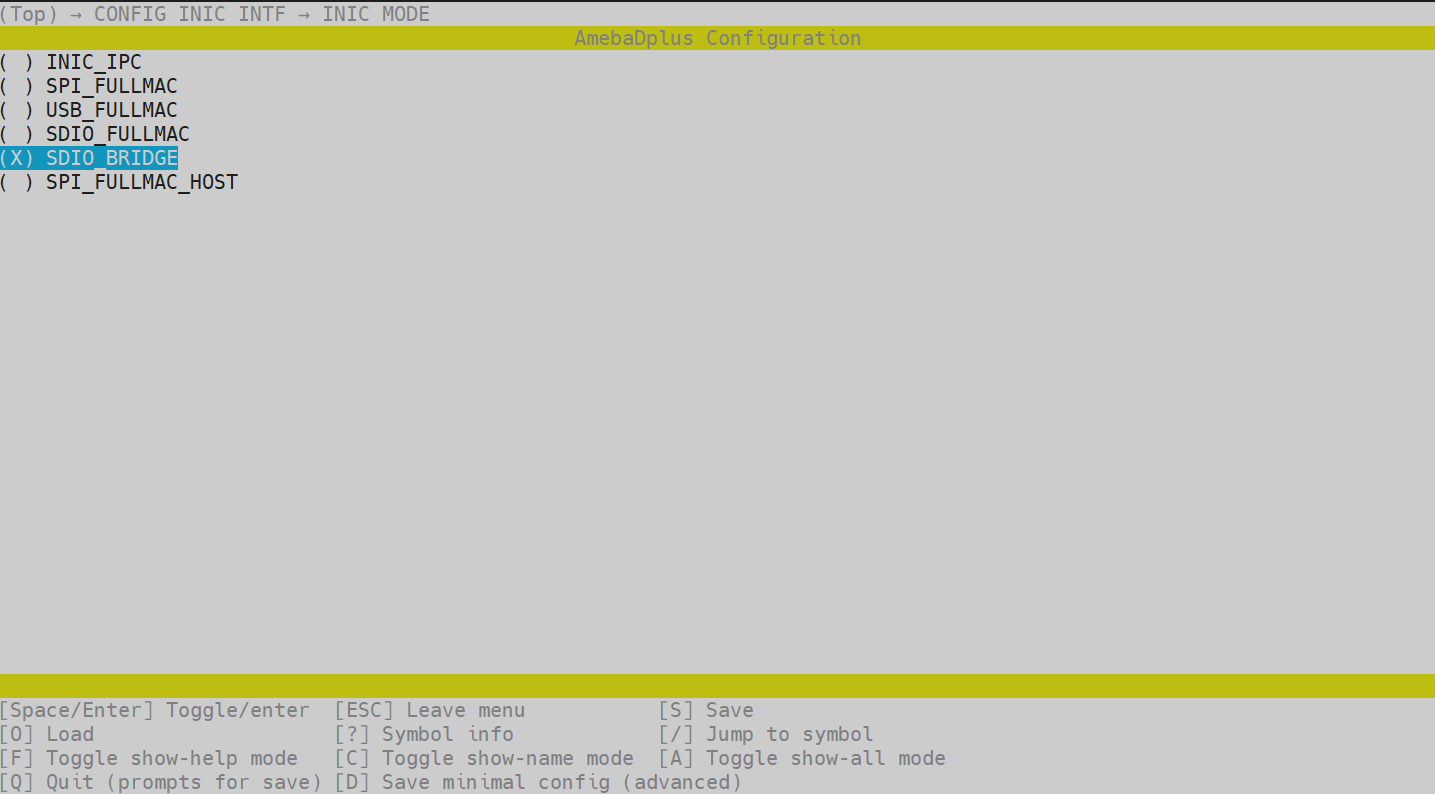 (Top) → CONFIG INIC INTF → INIC MODE
AmebaDplus Configuration
( ) INIC_IPC
( ) SPI_FULLMAC
( ) USB_FULLMAC
( ) SDIO_FULLMAC
(X) SDIO_BRIDGE
( ) SPI_FULLMAC_HOST
[Space/Enter] Toggle/enter [ESC] Leave menu [S] Save
[O] Load [?] Symbol info [/] Jump to symbol
[F] Toggle show-help mode [C] Toggle show-name mode [A] Toggle show-all mode
[Q] Quit (prompts for save) [D] Save minimal config (advanced)